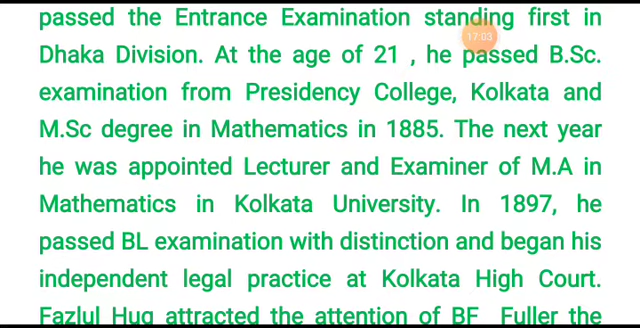 passed the Entrance Examination standing first in
Dhaka Division. At the age of 21 , he passed B.Sc.
examination from Presidency College, Kolkata and
M.Sc degree in Mathematics in 1885. The next year
he was appointed Lecturer and Examiner of M.A in
Mathematics in Kolkata University. In 1897, he
passed BL examination with distinction and began his
independent legal practice at Kolkata High Court.
Fazlul Huq attracted the attention of BF Fuller the
17:03